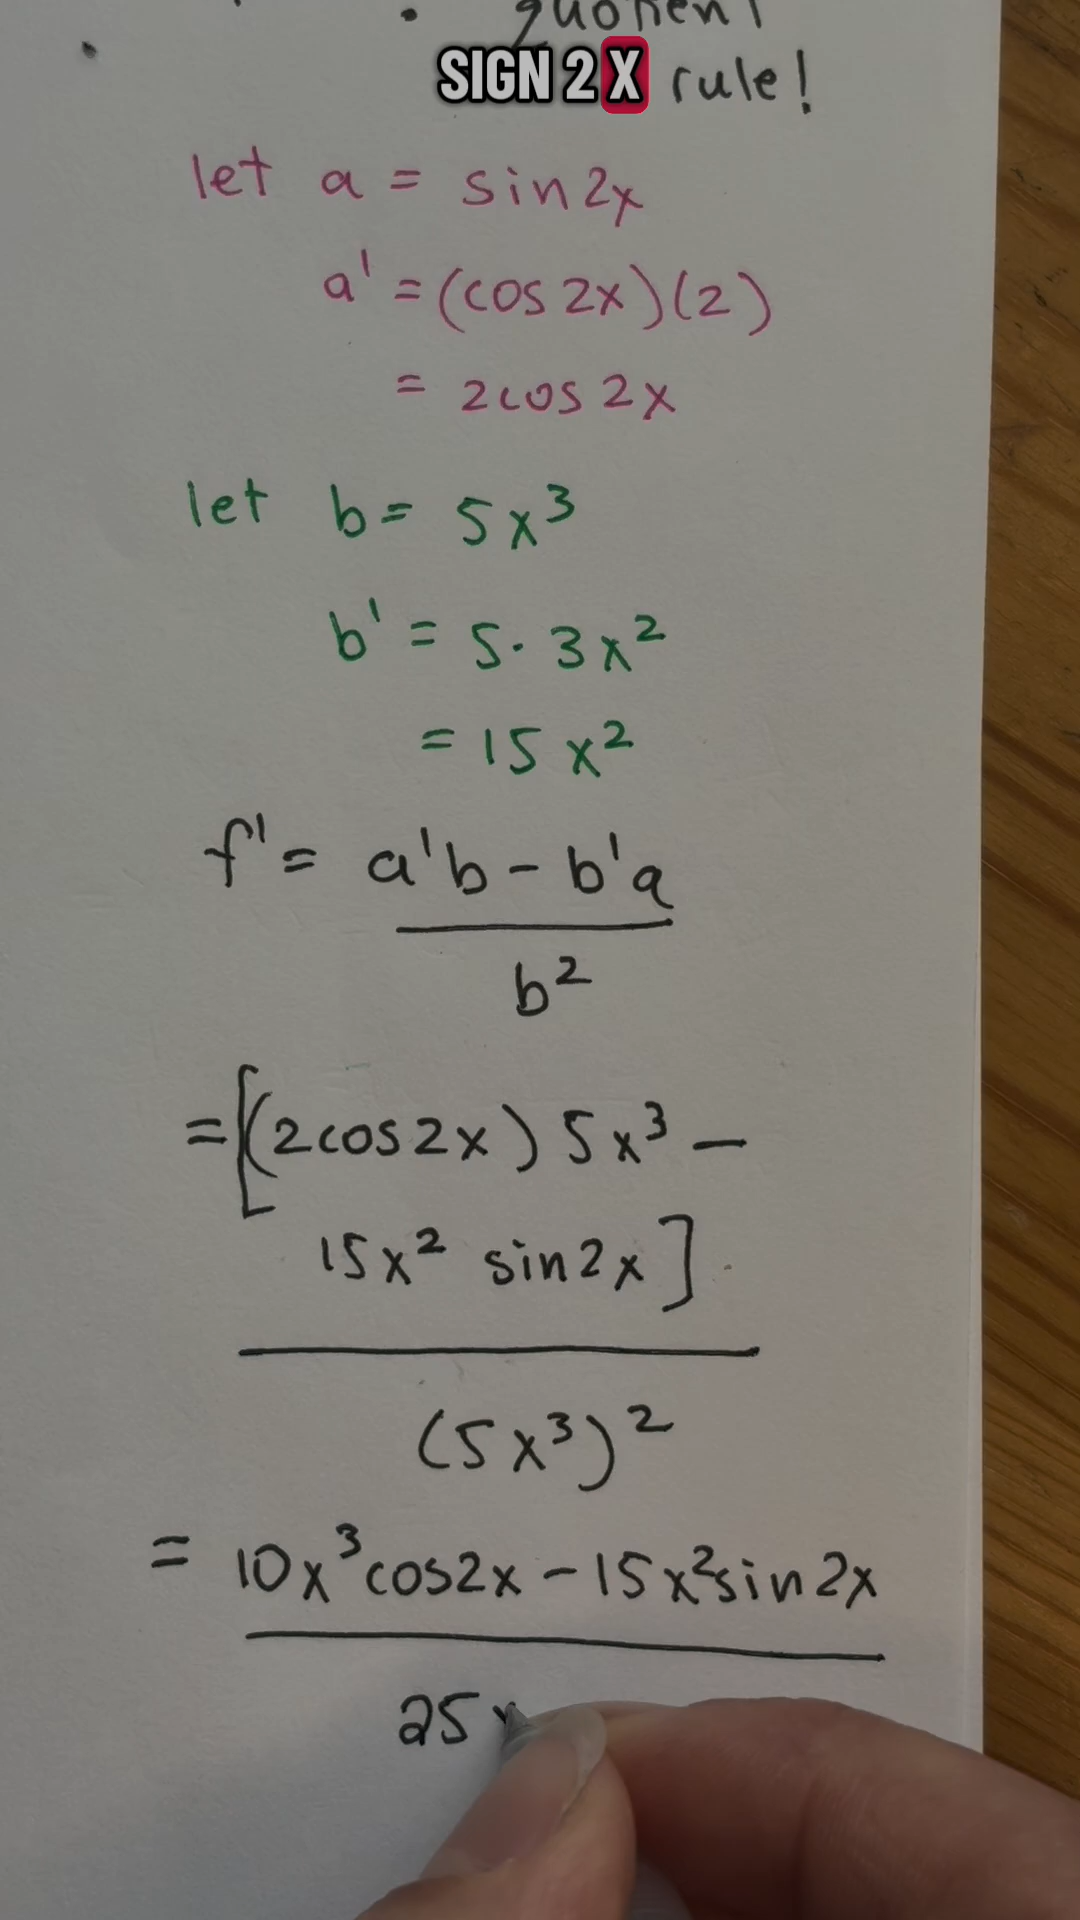 quotient
SIGN 2 X rule!
let a = sin2x
a' = (cos 2x)(2)
= 2cos 2x
let b = 5x³
b' = 5 · 3x²
= 15x²
f' = a'b - b'a
b²
= [(2cos2x) 5x³ -
15x² sin2x]
(5x³)²
= 10x³cos2x - 15x²sin2x
25